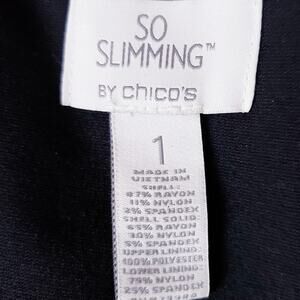 SO
SLIMMING™
BY chico's
1
MADE IN
VIETNAM
SHELL:
87% RAYON
11% NYLON
2% SPANDEX
SHELL SOLID:
65% RAYON
30% NYLON
5% SPANDEX
UPPER LINING:
100% POLYESTER
LOWER LINING:
75% NYLON
25% SPANDEX